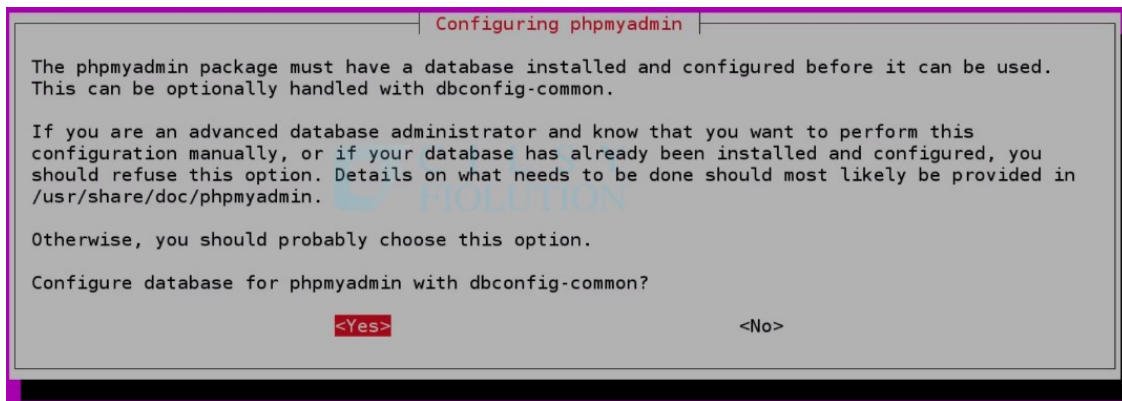 Configuring phpmyadmin
The phpmyadmin package must have a database installed and configured before it can be used.
This can be optionally handled with dbconfig-common.
If you are an advanced database administrator and know that you want to perform this
configuration manually, or if your database has already been installed and configured, you
should refuse this option. Details on what needs to be done should most likely be provided in
/usr/share/doc/phpmyadmin.
Otherwise, you should probably choose this option.
Configure database for phpmyadmin with dbconfig-common?
<Yes> <No>